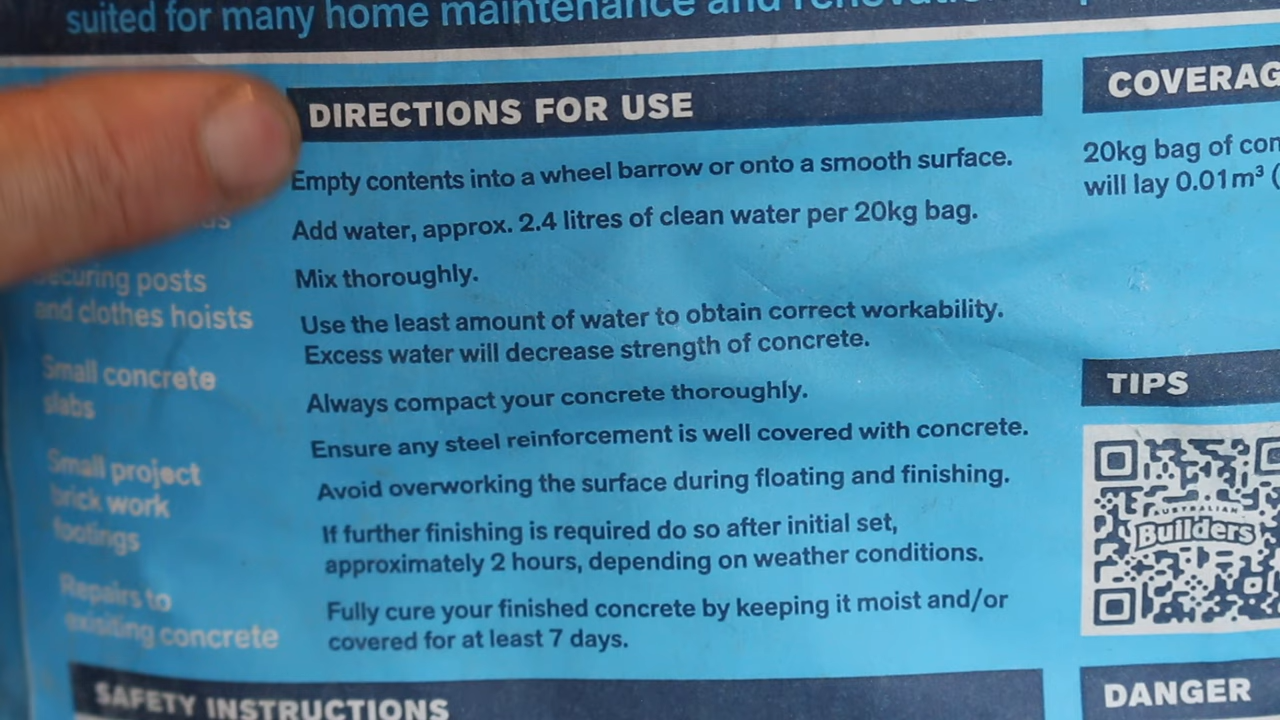 suited for many home maintenance and
DIRECTIONS FOR USE
Empty contents into a wheel barrow or onto a smooth surface.
Add water, approx. 2.4 litres of clean water per 20kg bag.
Mix thoroughly.
Use the least amount of water to obtain correct workability.
Excess water will decrease strength of concrete.
Always compact your concrete thoroughly.
Ensure any steel reinforcement is well covered with concrete.
Avoid overworking the surface during floating and finishing.
If further finishing is required do so after initial set,
approximately 2 hours, depending on weather conditions.
Fully cure your finished concrete by keeping it moist and/or
covered for at least 7 days.
posts
and clothes hoists
Small concrete
slabs
Small project
brick work
footings
Repairs to
exisiting concrete
SAFETY INSTRUCTIONS
20kg bag of
will lay 0.01m³ (
TIPS
AUSTRALIAN
Builders
DANGER